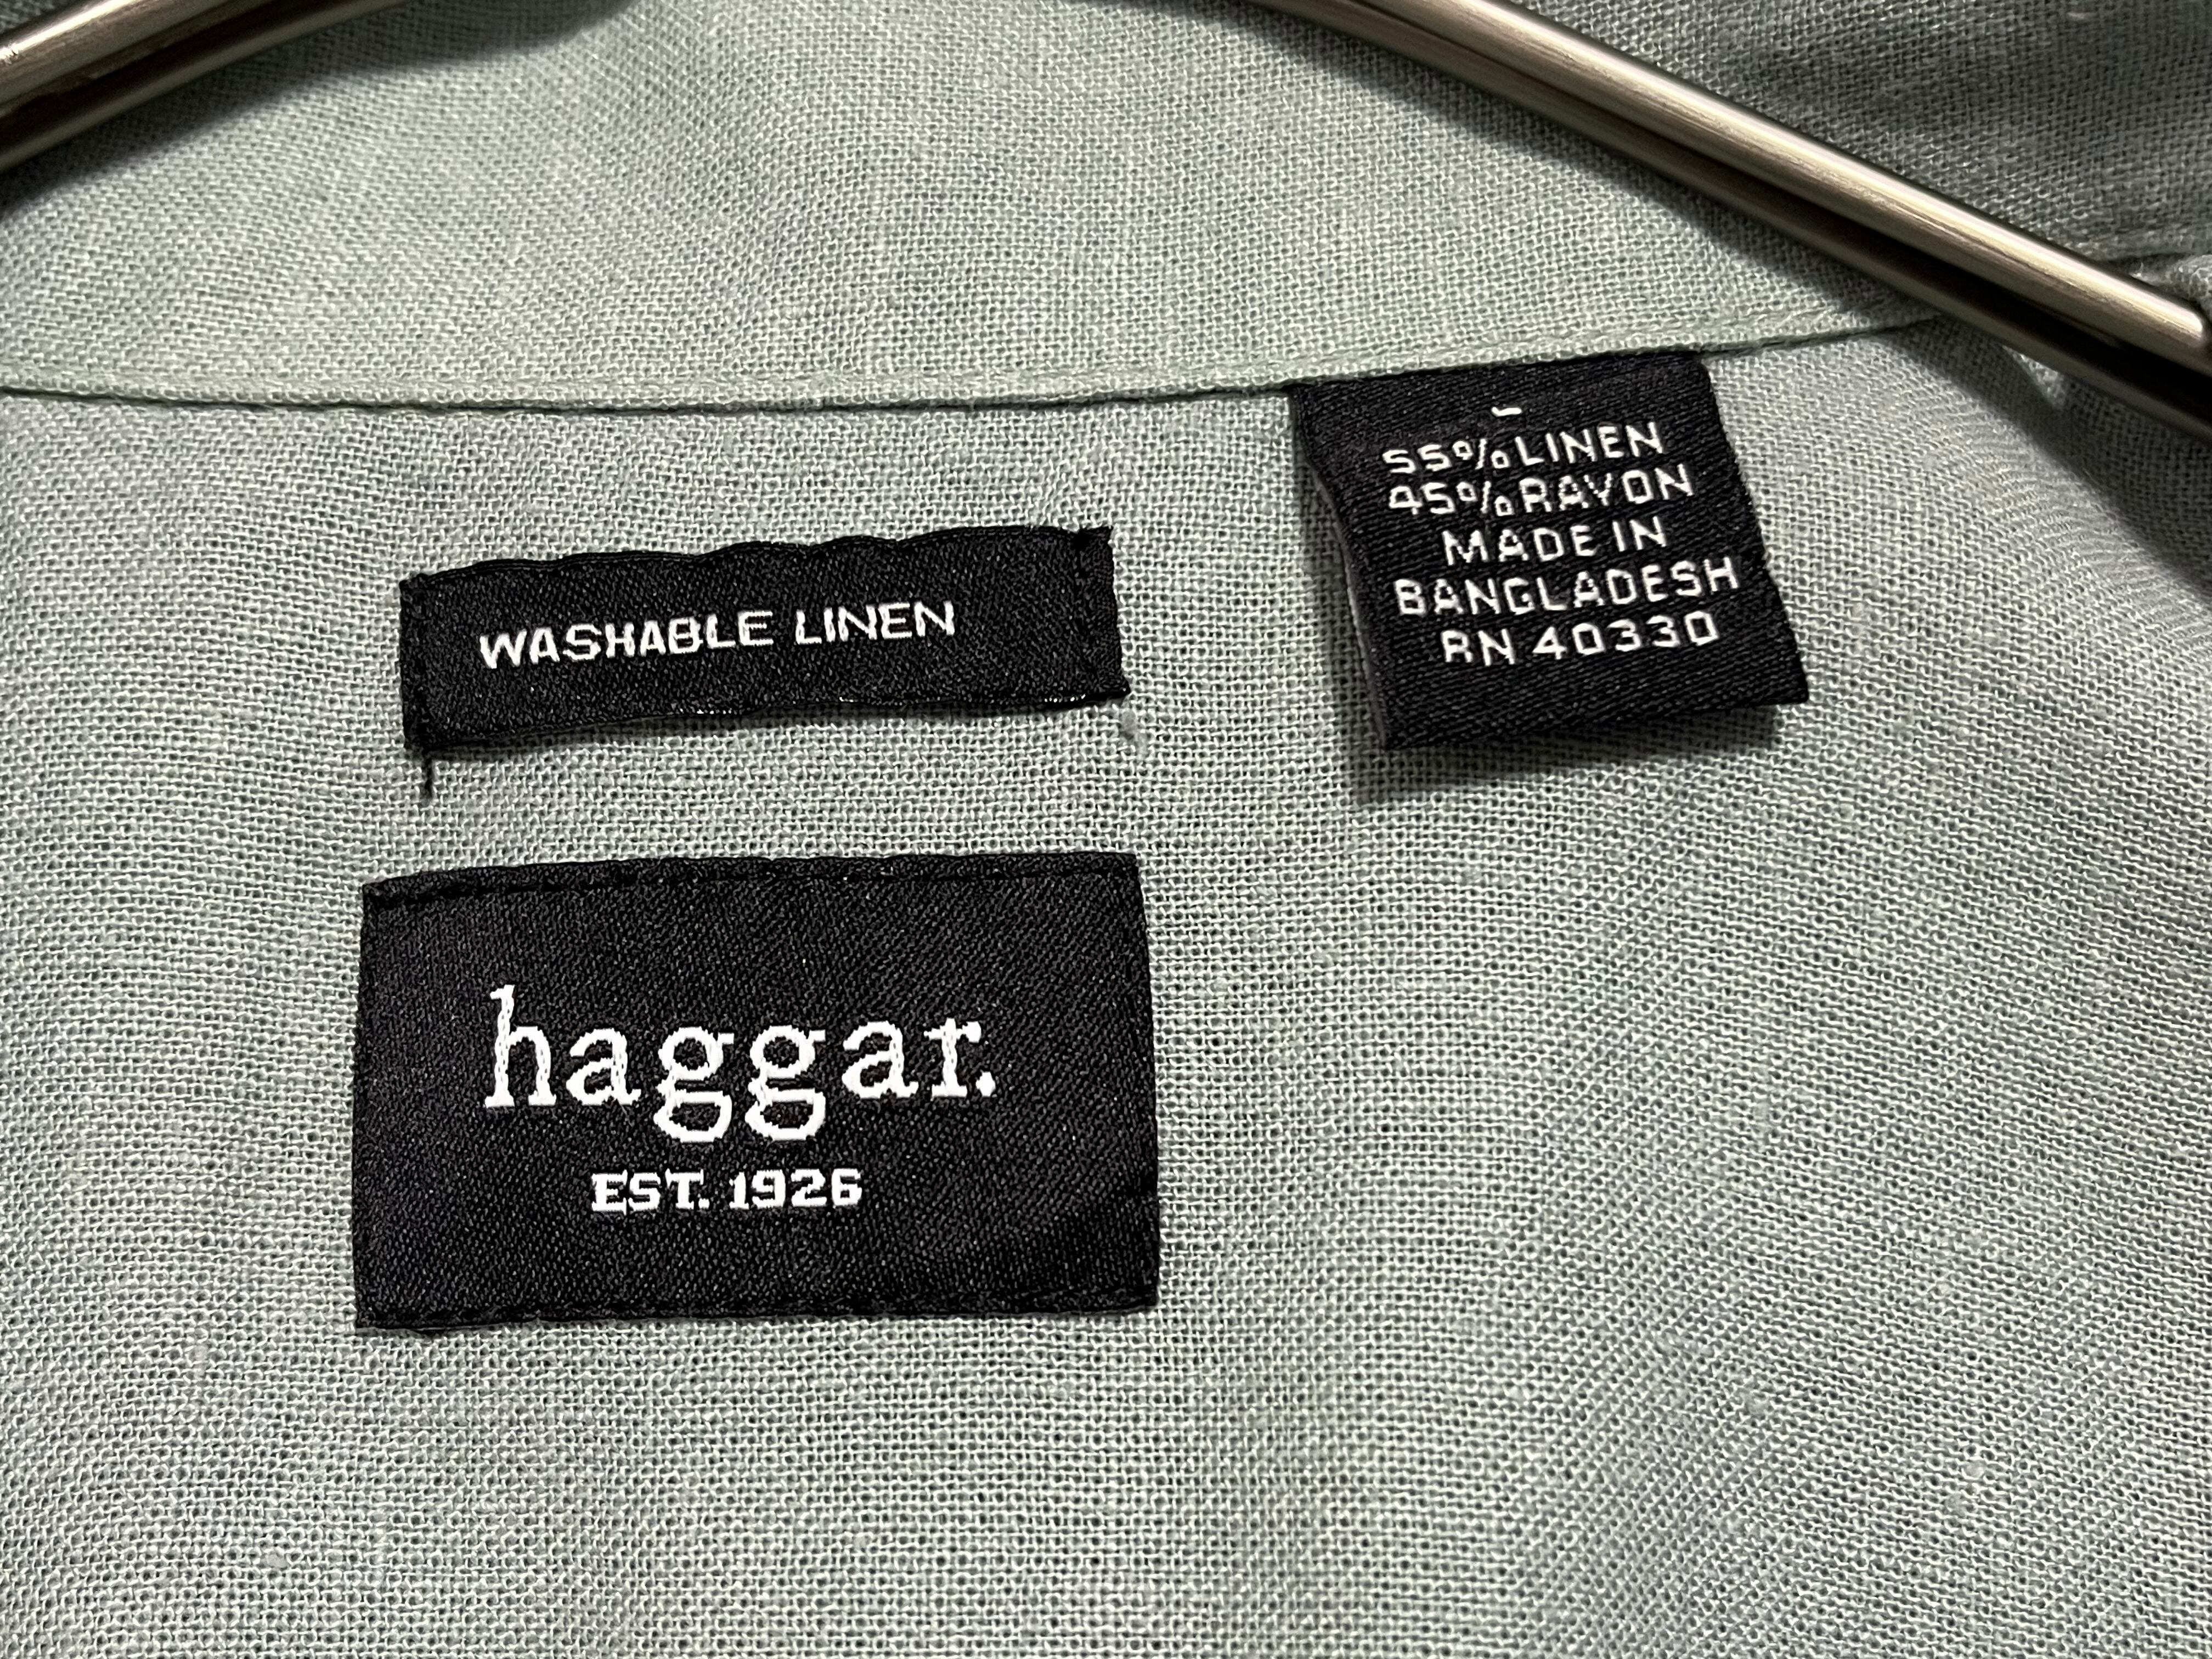 WASHABLE LINEN
haggar.
EST. 1926
55% LINEN
45% RAYON
MADE IN
BANGLADESH
RN 40330